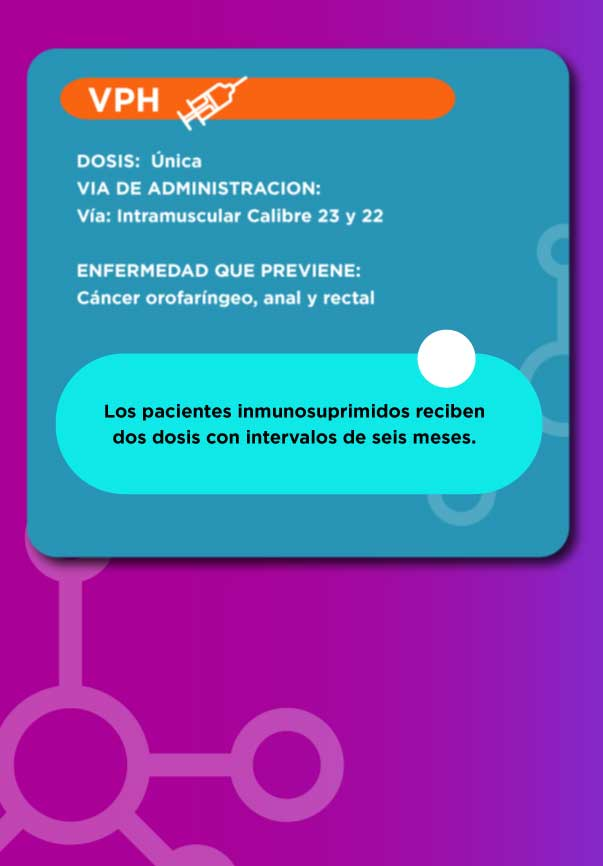 VPH
DOSIS: Única
VIA DE ADMINISTRACION:
Vía: Intramuscular Calibre 23 y 22
ENFERMEDAD QUE PREVIENE:
Cáncer orofaríngeo, anal y rectal
Los pacientes inmunosuprimidos reciben
dos dosis con intervalos de seis meses.